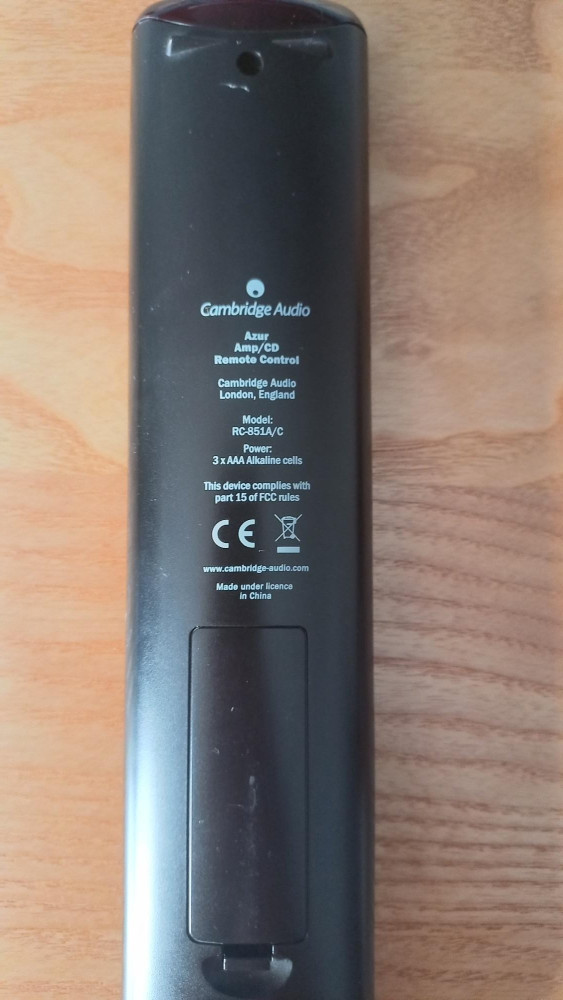 Cambridge Audio
Azur
Amp/CD
Remote Control
Cambridge Audio
London, England
Model:
RC-851A/C
Power:
3 x AAA Alkaline cells
This device complies with
part 15 of FCC rules
CE
www.cambridge-audio.com
Made under licence
in China